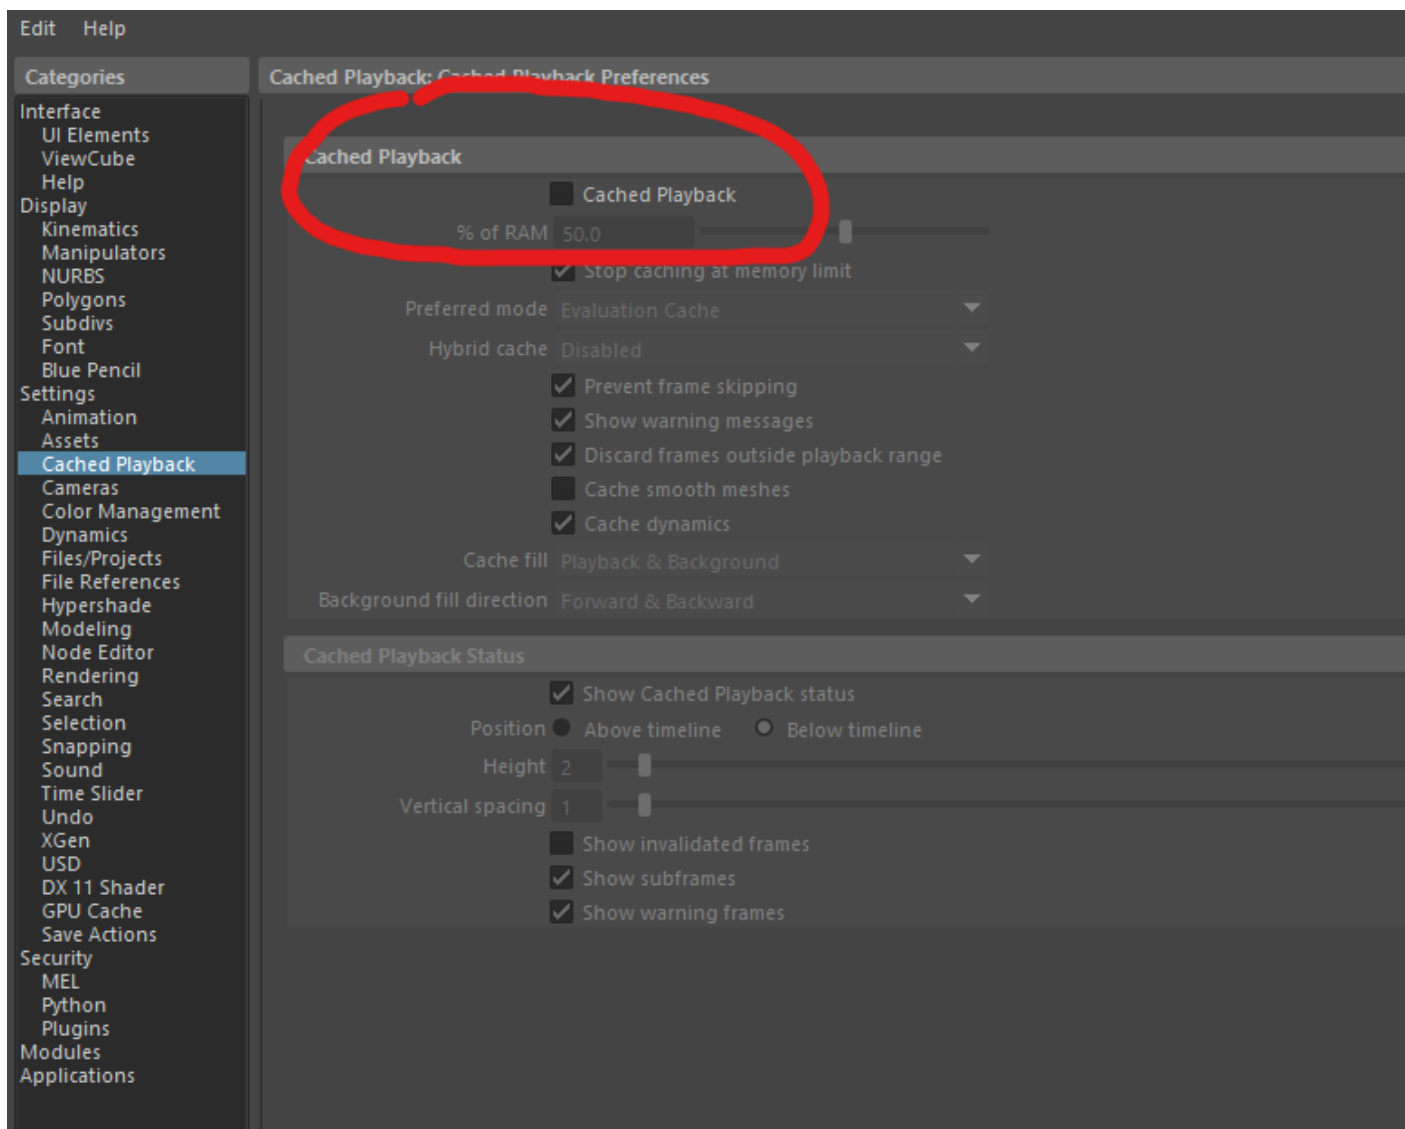 Edit Help
Categories
Interface
UI Elements
ViewCube
Help
Display
Kinematics
Manipulators
NURBS
Polygons
Subdivs
Font
Blue Pencil
Settings
Animation
Assets
Cached Playback
Cameras
Color Management
Dynamics
Files/Projects
File References
Hypershade
Modeling
Node Editor
Rendering
Search
Selection
Snapping
Sound
Time Slider
Undo
XGen
USD
DX 11 Shader
GPU Cache
Save Actions
Security
MEL
Python
Plugins
Modules
Applications
Cached Playback: Cached Playback Preferences
Cached Playback
Cached Playback
% of RAM 50.0
Stop caching at memory limit
Preferred mode Evaluation Cache
Hybrid cache Disabled
Prevent frame skipping
Show warning messages
Discard frames outside playback range
Cache smooth meshes
Cache dynamics
Cache fill Playback & Background
Background fill direction Forward & Backward
Cached Playback Status
Show Cached Playback status
Position Above timeline Below timeline
Height 2
Vertical spacing 1
Show invalidated frames
Show subframes
Show warning frames